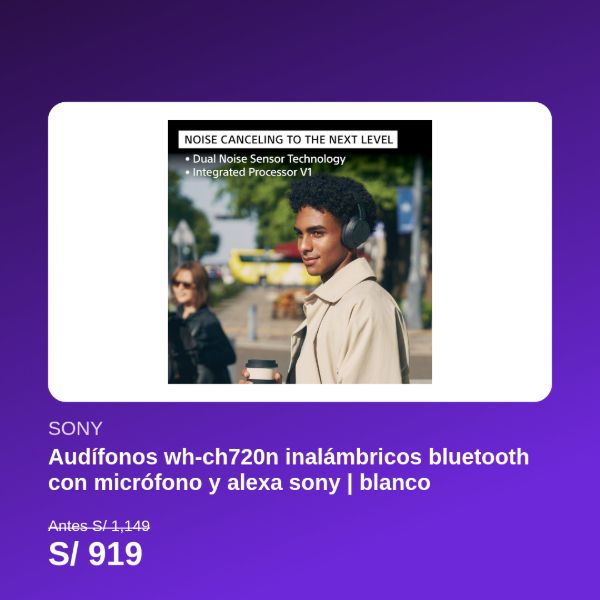 NOISE CANCELING TO THE NEXT LEVEL
• Dual Noise Sensor Technology
• Integrated Processor V1
SONY
Audífonos wh-ch720n inalámbricos bluetooth
con micrófono y alexa sony | blanco
Antes S/ 1,149
S/ 919